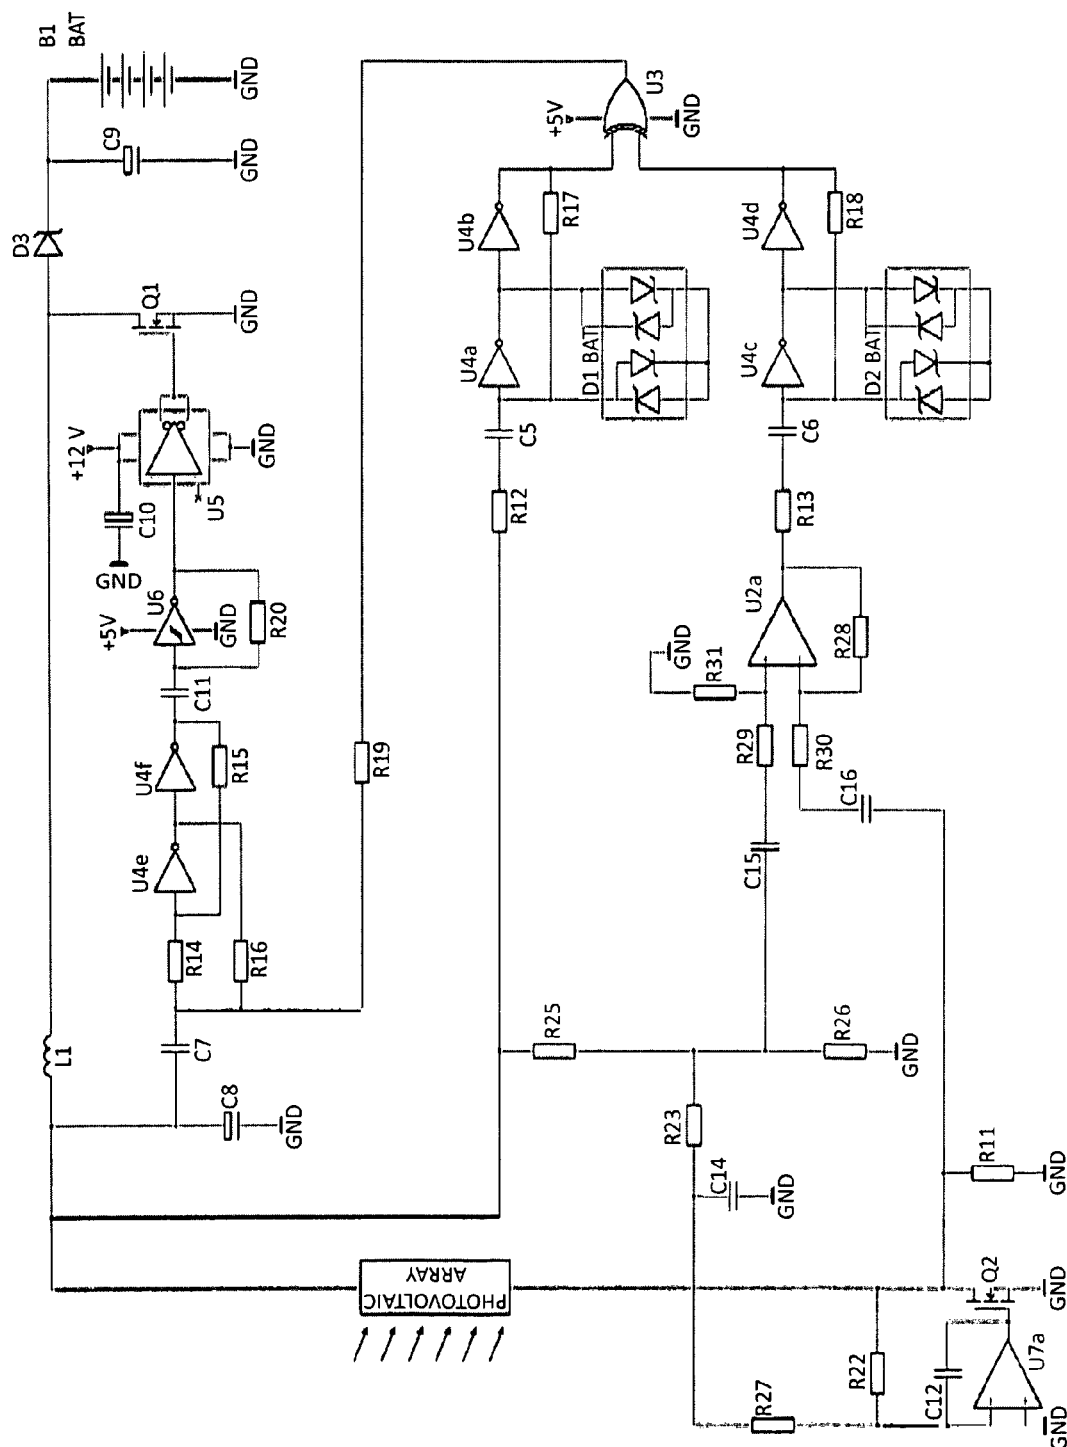 B1
BAT
GND
C9
GND
D3
Q1
GND
+12 V
C10
GND
U5
GND
+5V
U6
GND
R20
C11
U4f
R15
U4e
R14
R16
L1
C7
C8
GND
R19
U3
+5V
GND
U4b
R17
U4a
D1 BAT
C5
R12
U4d
R18
U4c
D2 BAT
C6
R13
U2a
R28
GND
R31
R29
R30
C16
C15
R25
R26
GND
R23
C14
GND
R11
GND
PHOTOVOLTAIC
ARRAY
Q2
GND
U7a
R22
C12
R27
GND